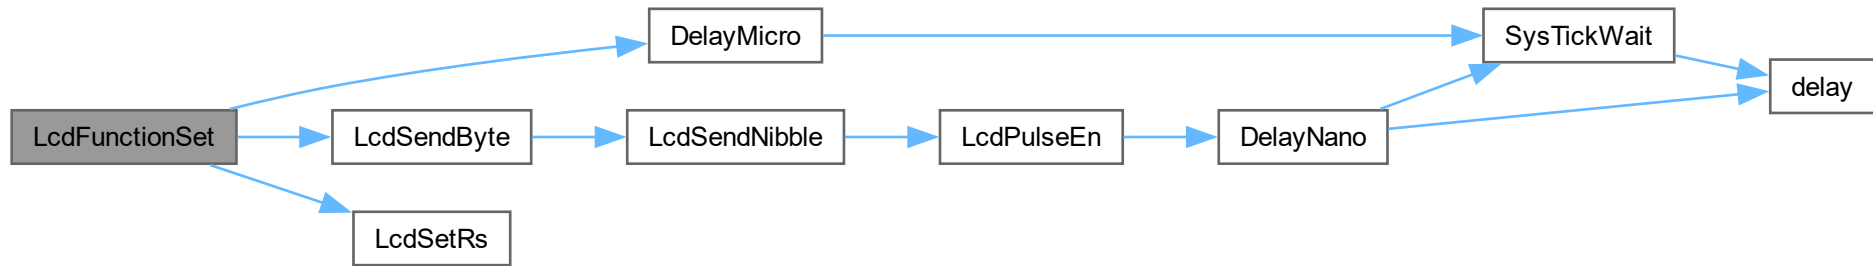 DelayMicro
SysTickWait
delay
LcdFunctionSet
LcdSendByte
LcdSendNibble
LcdPulseEn
DelayNano
LcdSetRs